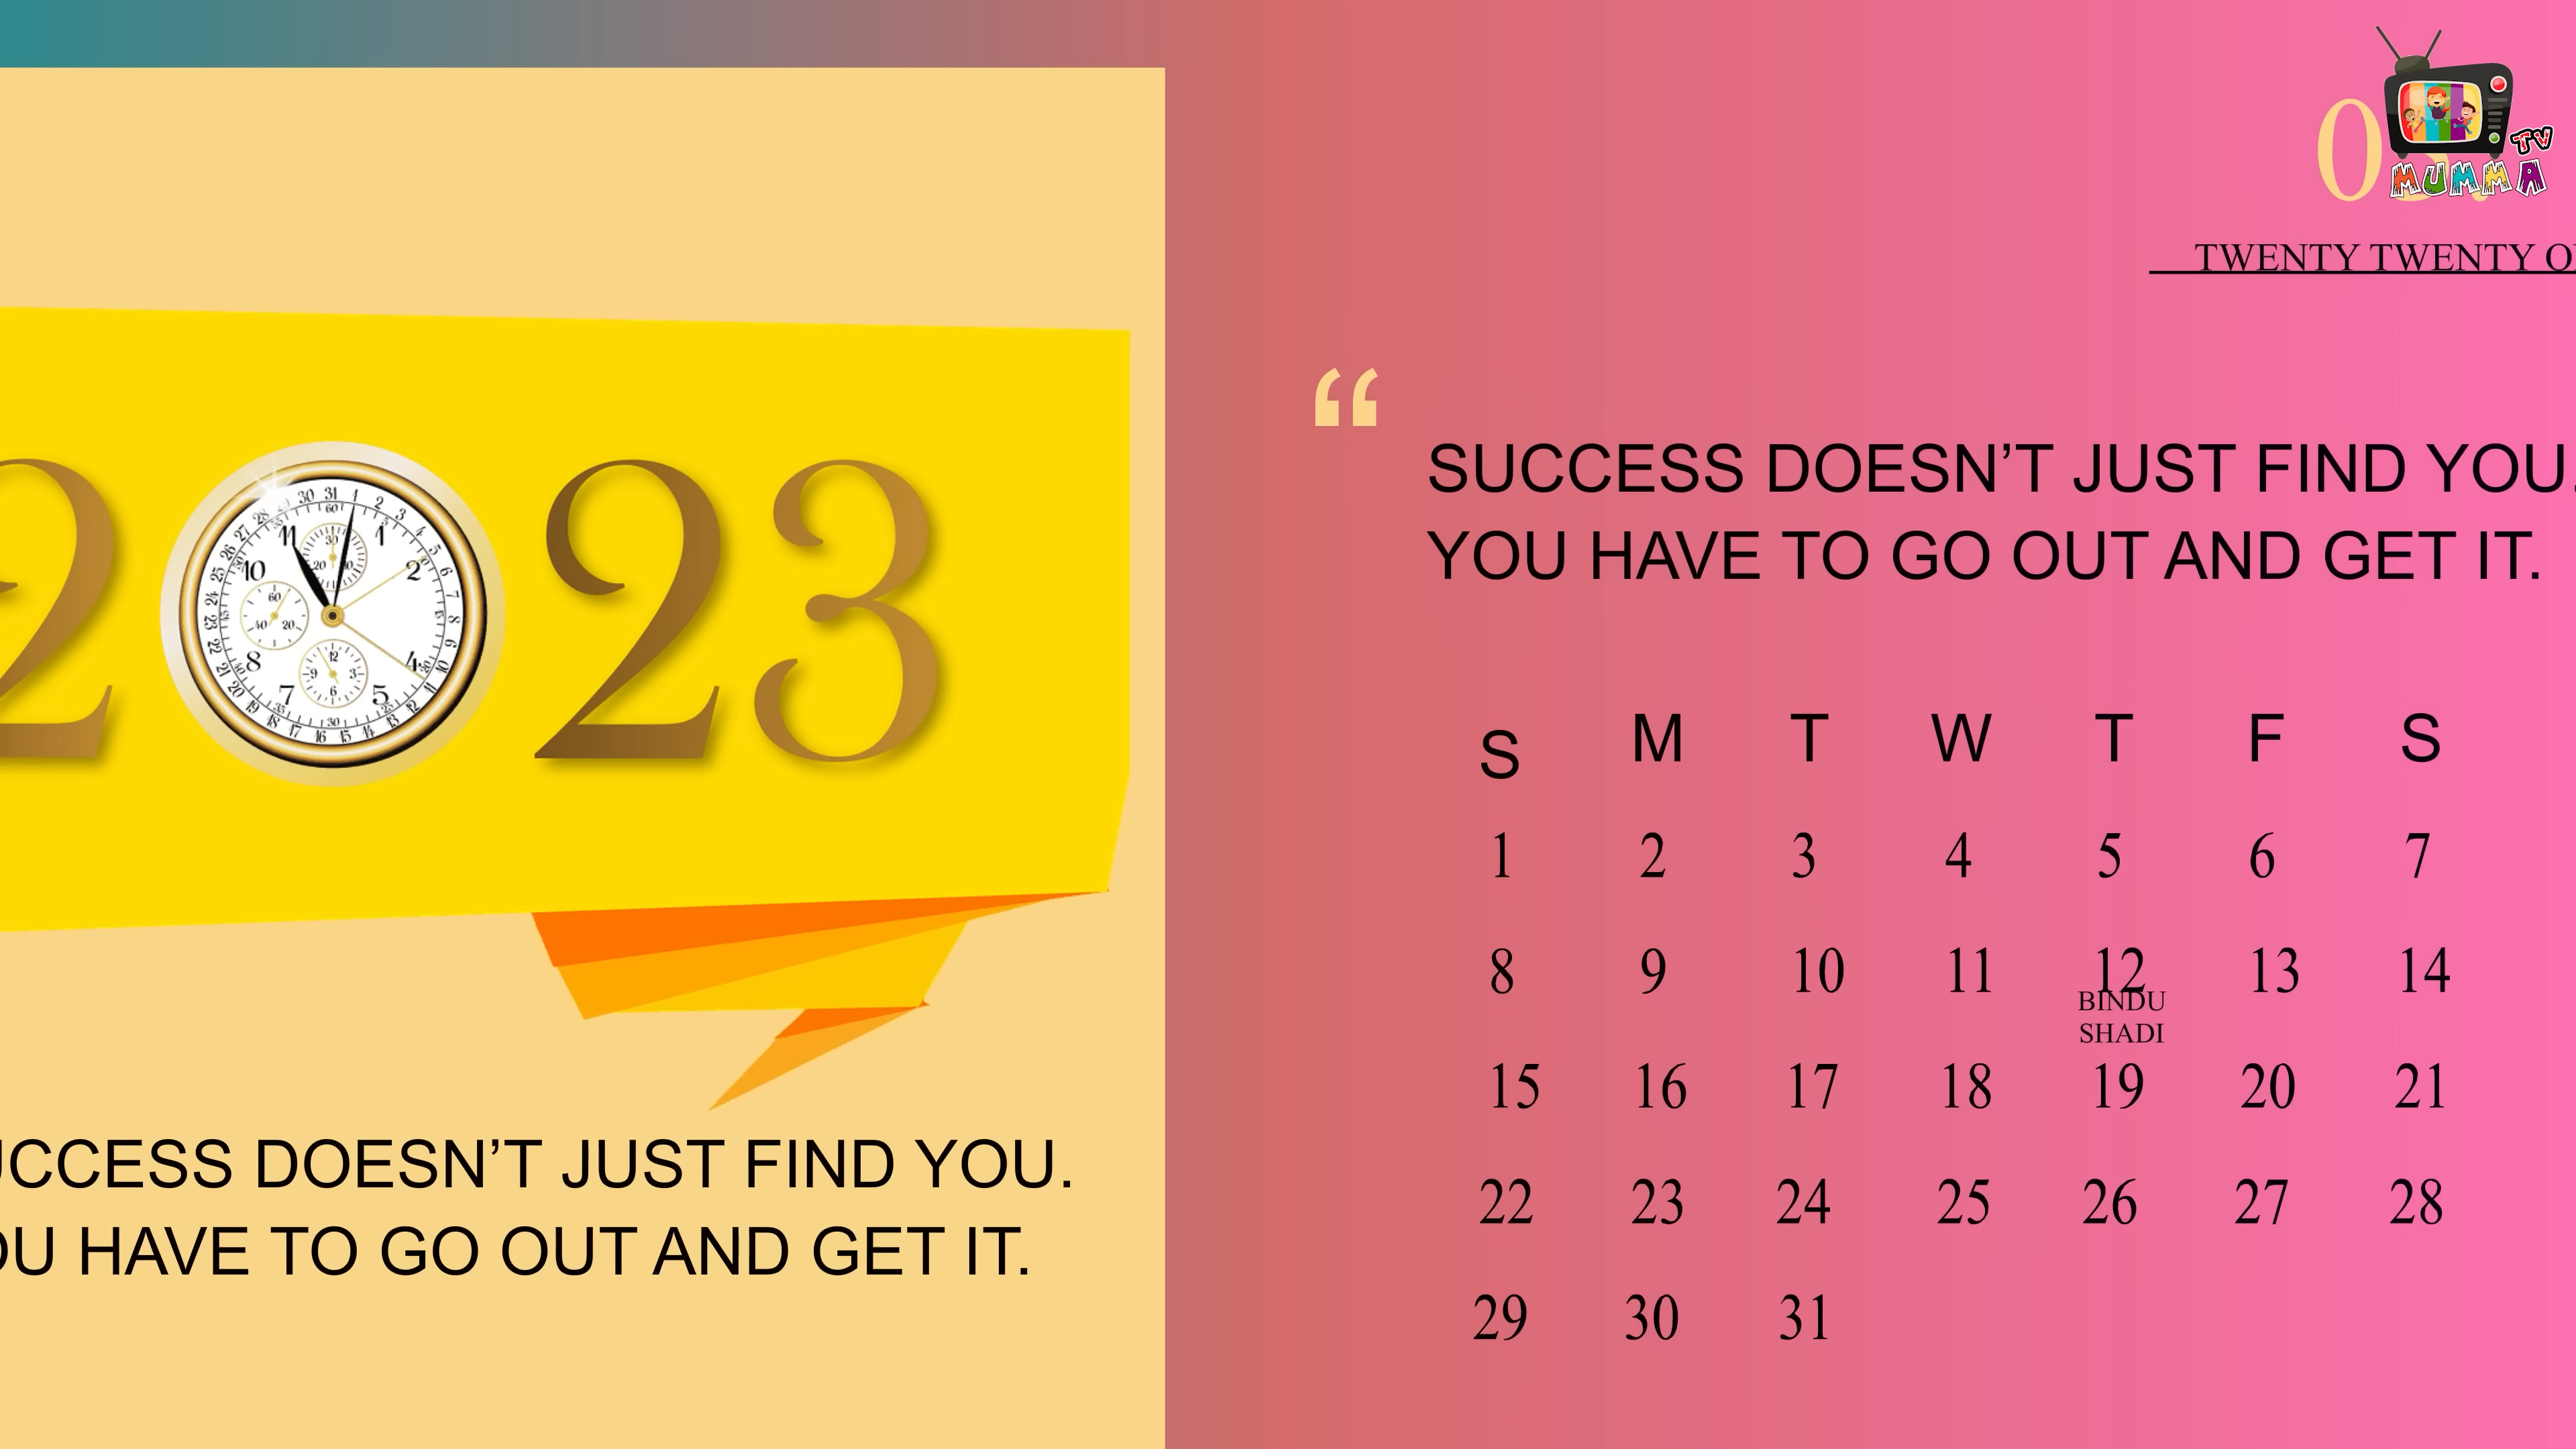 2023
UCCESS DOESN’T JUST FIND YOU.
OU HAVE TO GO OUT AND GET IT.
TV
MUMMA
0
TWENTY TWENTY O
“
SUCCESS DOESN’T JUST FIND YOU.
YOU HAVE TO GO OUT AND GET IT.
S M T W T F S
1 2 3 4 5 6 7
8 9 10 11 12 13 14
BINDU
SHADI
15 16 17 18 19 20 21
22 23 24 25 26 27 28
29 30 31